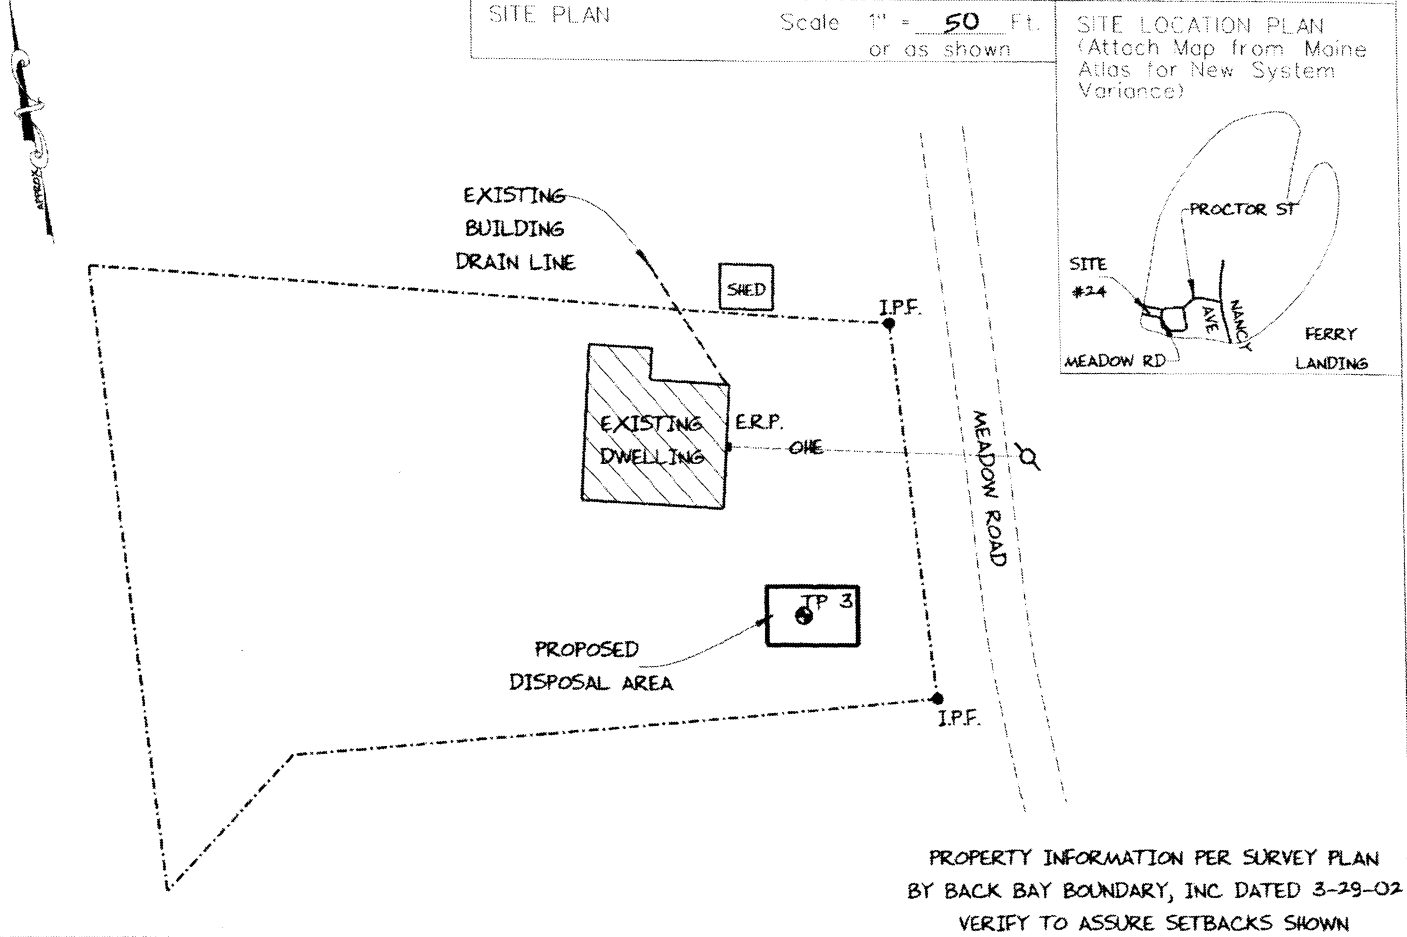 SITE PLAN
Scale 1" = 50 Ft.
or as shown
SITE LOCATION PLAN
(Attach Map from Maine
Atlas for New System
Variance)
APPROX
EXISTING
BUILDING
DRAIN LINE
SHED
I.P.F.
PROCTOR ST
SITE
#24
NANCY
AVE
FERRY
LANDING
MEADOW RD
EXISTING
DWELLING
E.R.P.
OHE
MEADOW ROAD
TP 3
PROPOSED
DISPOSAL AREA
I.P.F.
PROPERTY INFORMATION PER SURVEY PLAN
BY BACK BAY BOUNDARY, INC DATED 3-29-02
VERIFY TO ASSURE SETBACKS SHOWN